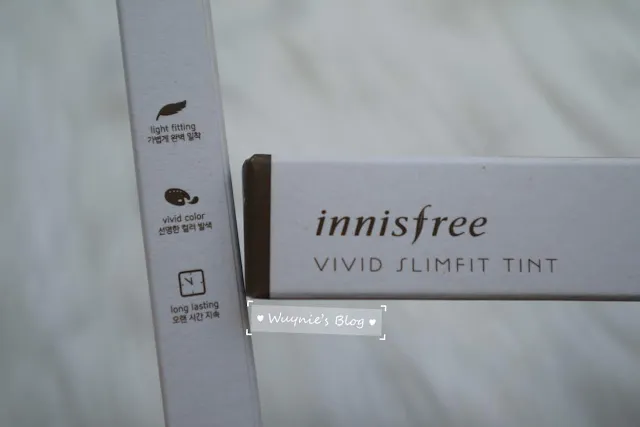 light fitting
가볍게 완벽 밀착
vivid color
선명한 컬러 발색
long lasting
오랜 시간 지속
innisfree
VIVID SLIMFIT TINT
♥ Wuynie's Blog ♥